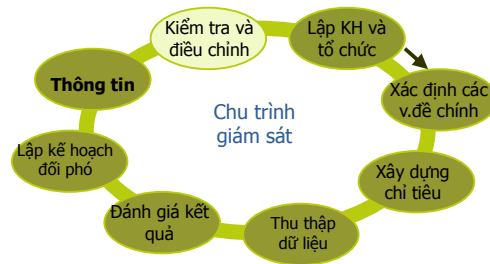 Kiểm tra và
điều chỉnh
Lập KH và
tổ chức
Xác định các
v.đề chính
Xây dựng
chỉ tiêu
Thu thập
dữ liệu
Đánh giá kết
quả
Lập kế hoạch
đối phó
Thông tin
Chu trình
giám sát